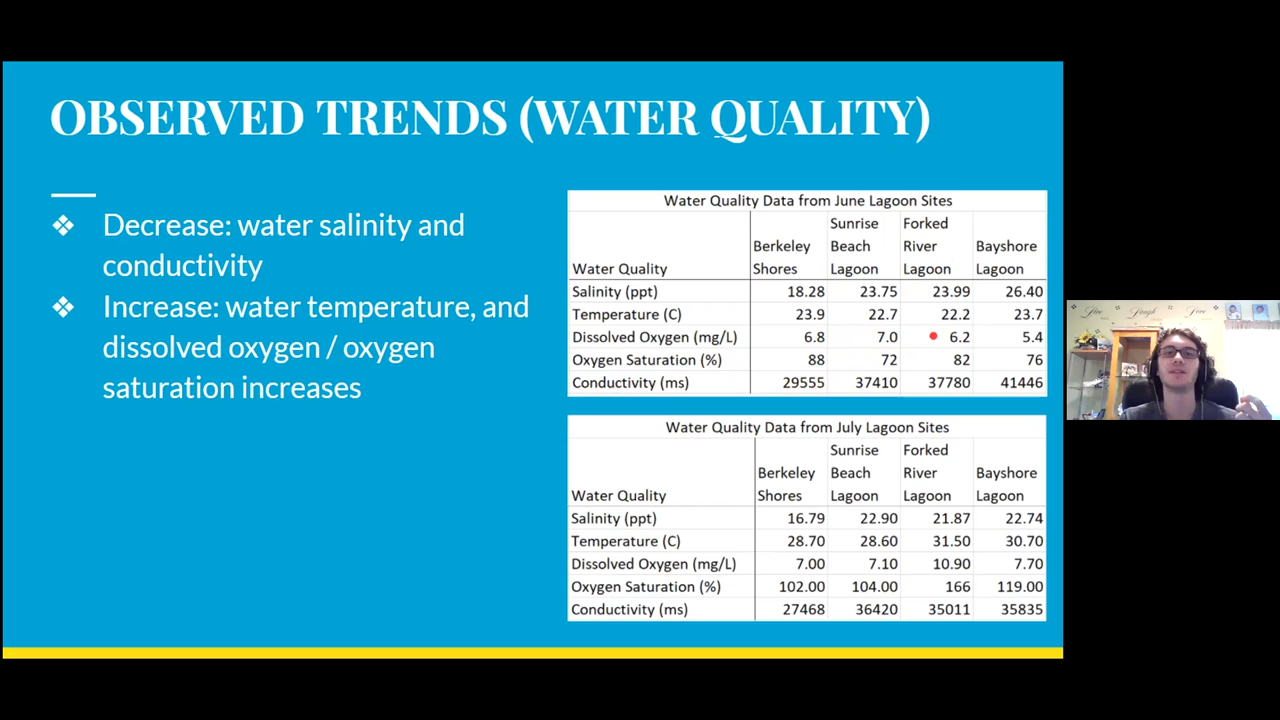 OBSERVED TRENDS (WATER QUALITY)
❖ Decrease: water salinity and
conductivity
❖ Increase: water temperature, and
dissolved oxygen / oxygen
saturation increases
Water Quality Data from June Lagoon Sites
Water Quality Berkeley Shores Sunrise Beach Lagoon Forked River Lagoon Bayshore Lagoon
Salinity (ppt) 18.28 23.75 23.99 26.40
Temperature (C) 23.9 22.7 22.2 23.7
Dissolved Oxygen (mg/L) 6.8 7.0 6.2 5.4
Oxygen Saturation (%) 88 72 82 76
Conductivity (ms) 29555 37410 37780 41446
Water Quality Data from July Lagoon Sites
Water Quality Berkeley Shores Sunrise Beach Lagoon Forked River Lagoon Bayshore Lagoon
Salinity (ppt) 16.79 22.90 21.87 22.74
Temperature (C) 28.70 28.60 31.50 30.70
Dissolved Oxygen (mg/L) 7.00 7.10 10.90 7.70
Oxygen Saturation (%) 102.00 104.00 166 119.00
Conductivity (ms) 27468 36420 35011 35835
Live Laugh Love